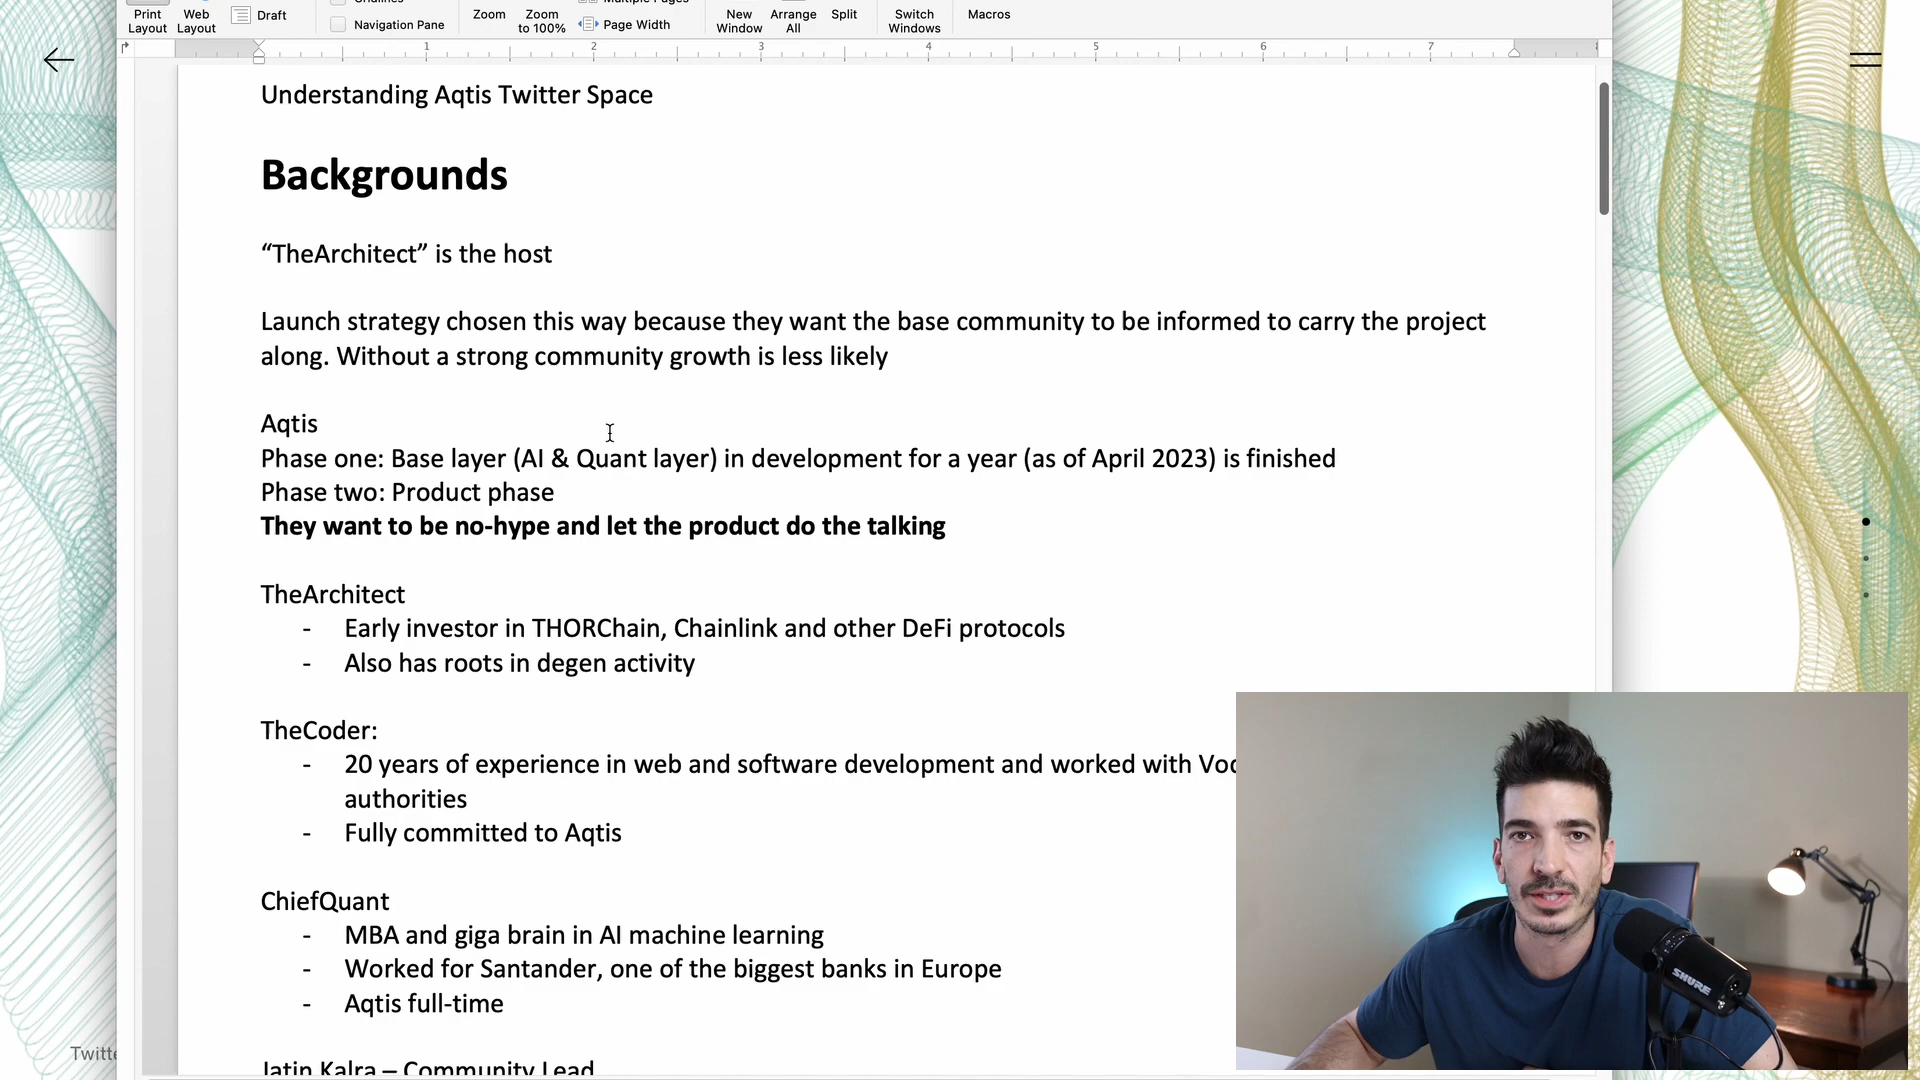 Print Layout
Web Layout
Draft
Navigation Pane
Zoom
Zoom to 100%
Page Width
New Window
Arrange All
Split
Switch Windows
Macros
1 2 3 4 5 6 7
Understanding Aqtis Twitter Space
Backgrounds
“TheArchitect” is the host
Launch strategy chosen this way because they want the base community to be informed to carry the project
along. Without a strong community growth is less likely
Aqtis
Phase one: Base layer (AI & Quant layer) in development for a year (as of April 2023) is finished
Phase two: Product phase
They want to be no-hype and let the product do the talking
TheArchitect
- Early investor in THORChain, Chainlink and other DeFi protocols
- Also has roots in degen activity
TheCoder:
- 20 years of experience in web and software development and worked with
authorities
- Fully committed to Aqtis
ChiefQuant
- MBA and giga brain in AI machine learning
- Worked for Santander, one of the biggest banks in Europe
- Aqtis full-time
Jatin Kalra – Community Lead
SHURE